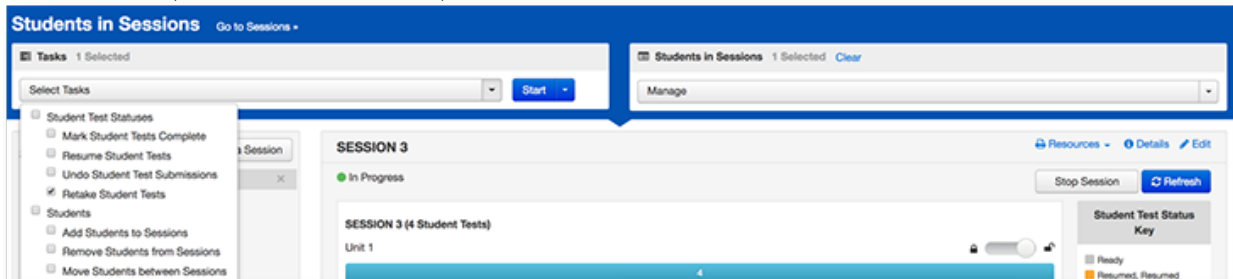 Students in Sessions Go to Sessions
Tasks 1 Selected
Students in Sessions 1 Selected Clear
Select Tasks
Start
Manage
Student Test Statuses
Mark Student Tests Complete
Resume Student Tests
Undo Student Test Submissions
Retake Student Tests
Students
Add Students to Sessions
Remove Students from Sessions
Move Students between Sessions
a Session
SESSION 3
Resources Details Edit
In Progress
Stop Session Refresh
SESSION 3 (4 Student Tests)
Unit 1
4
Student Test Status
Key
Ready
Resumed, Resumed